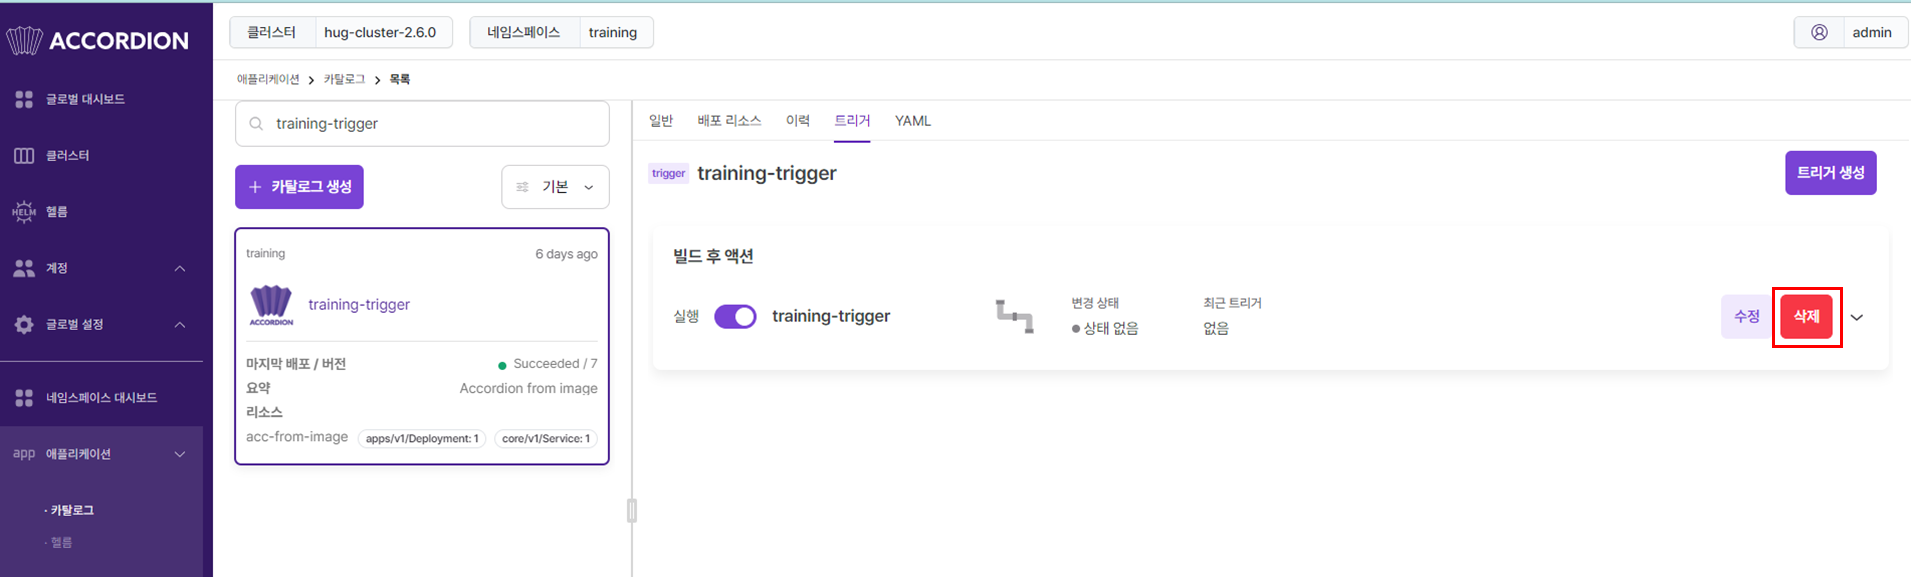 ACCORDION
글로벌 대시보드
클러스터
HELM 헬름
계정
글로벌 설정
네임스페이스 대시보드
app 애플리케이션
· 카탈로그
· 헬름
클러스터 hug-cluster-2.6.0 네임스페이스 training admin
애플리케이션 > 카탈로그 > 목록
training-trigger
+ 카탈로그 생성 기본
training 6 days ago
ACCORDION training-trigger
마지막 배포 / 버전 Succeeded / 7
요약 Accordion from image
리소스
acc-from-image apps/v1/Deployment: 1 core/v1/Service: 1
일반 배포 리소스 이력 트리거 YAML
trigger training-trigger 트리거 생성
빌드 후 액션
실행 training-trigger
변경 상태 최근 트리거
상태 없음 없음
수정 삭제